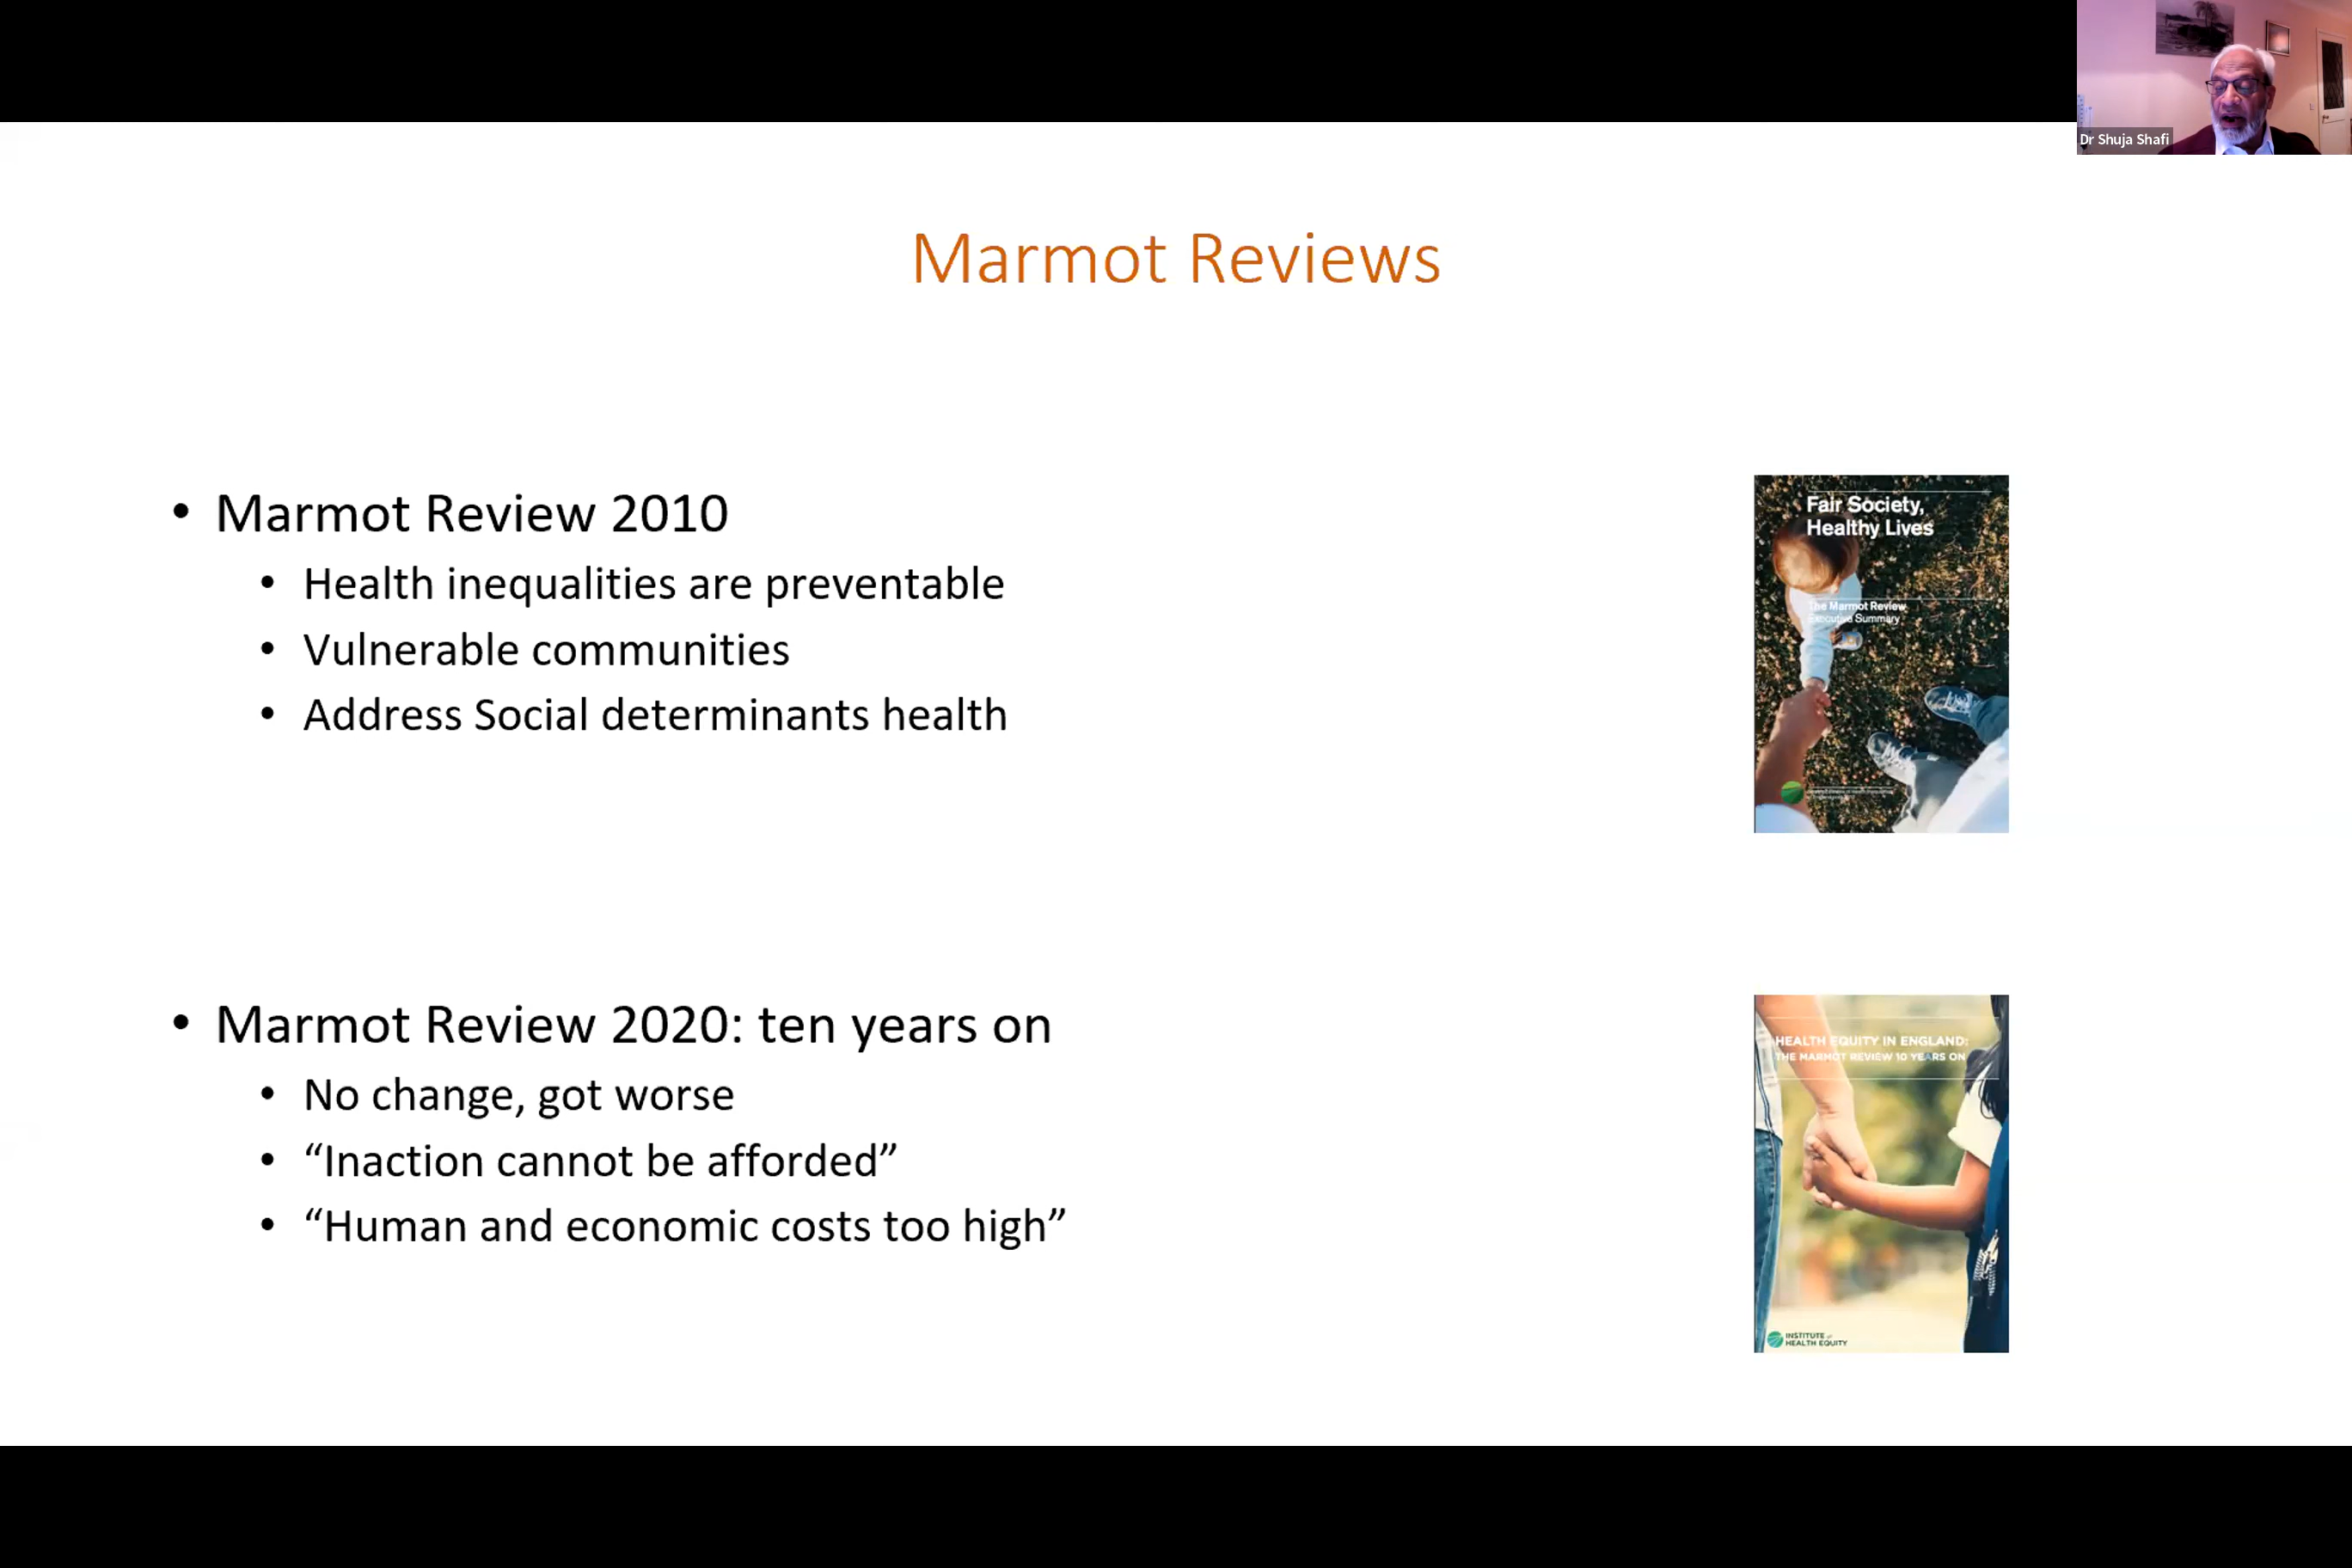 Dr Shuja Shafi
Marmot Reviews
• Marmot Review 2010
• Health inequalities are preventable
• Vulnerable communities
• Address Social determinants health
Fair Society,
Healthy Lives
The Marmot Review
Executive Summary
• Marmot Review 2020: ten years on
• No change, got worse
• “Inaction cannot be afforded”
• “Human and economic costs too high”
HEALTH EQUITY IN ENGLAND:
THE MARMOT REVIEW 10 YEARS ON
INSTITUTE of
HEALTH EQUITY